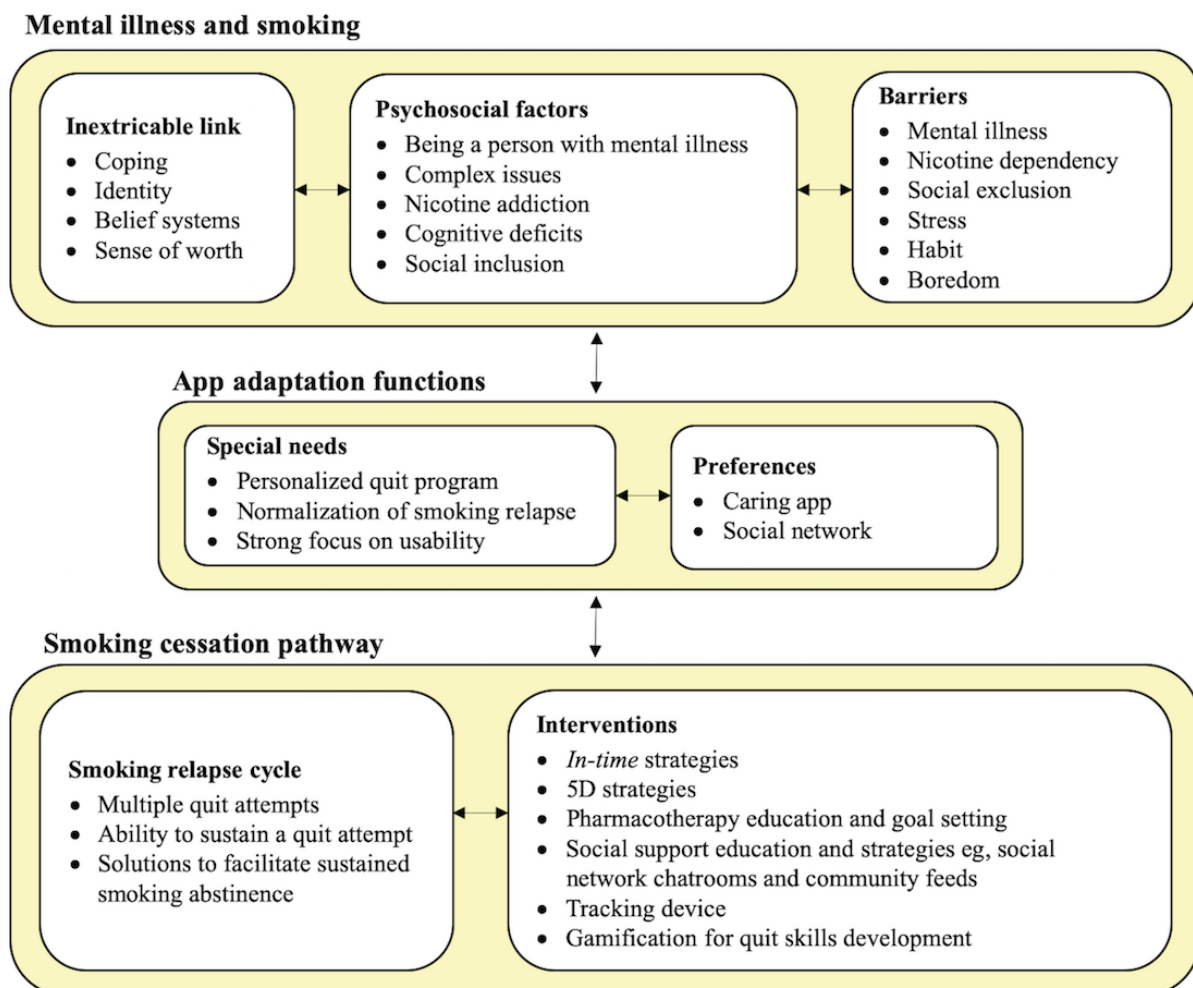 Mental illness and smoking
Inextricable link
• Coping
• Identity
• Belief systems
• Sense of worth
Psychosocial factors
• Being a person with mental illness
• Complex issues
• Nicotine addiction
• Cognitive deficits
• Social inclusion
Barriers
• Mental illness
• Nicotine dependency
• Social exclusion
• Stress
• Habit
• Boredom
App adaptation functions
Special needs
• Personalized quit program
• Normalization of smoking relapse
• Strong focus on usability
Preferences
• Caring app
• Social network
Smoking cessation pathway
Smoking relapse cycle
• Multiple quit attempts
• Ability to sustain a quit attempt
• Solutions to facilitate sustained
smoking abstinence
Interventions
• In-time strategies
• 5D strategies
• Pharmacotherapy education and goal setting
• Social support education and strategies eg, social
network chatrooms and community feeds
• Tracking device
• Gamification for quit skills development